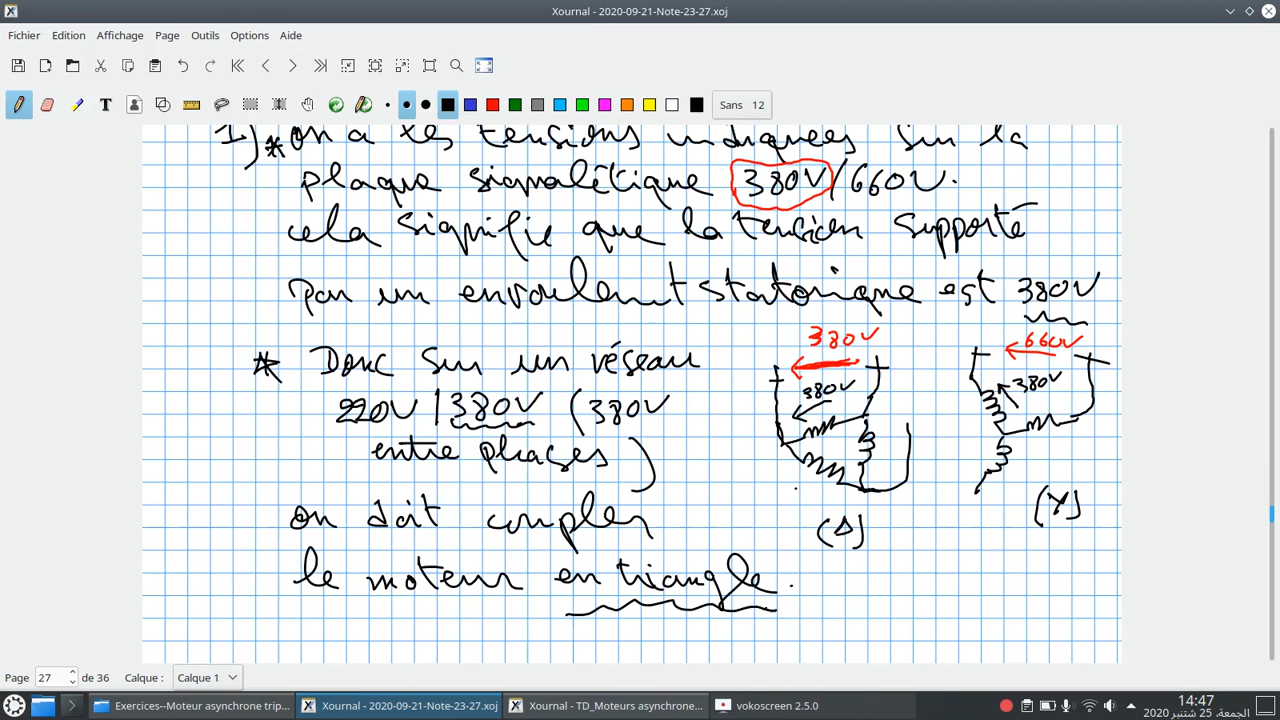 Xournal - 2020-09-21-Note-23-27.xoj
Fichier Edition Affichage Page Outils Options Aide
T Sans 12
1) * on a les tensions indiquées sur la
plaque signalétique 380V / 660V.
cela signifie que la tension supporté
par un enroulement statorique est 380V
* Donc sur un réseau
220V / 380V (380V
entre phases)
on doit coupler
le moteur en triangle.
380V
380V
(Δ)
660V
380V
(Y)
Page 27 de 36 Calque : Calque 1
Exercices--Moteur asynchrone trip... Xournal - 2020-09-21-Note-23-27.xoj Xournal - TD_Moteurs asynchrone... vokoscreen 2.5.0
14:47
الجمعة, 25 شتنبر 2020